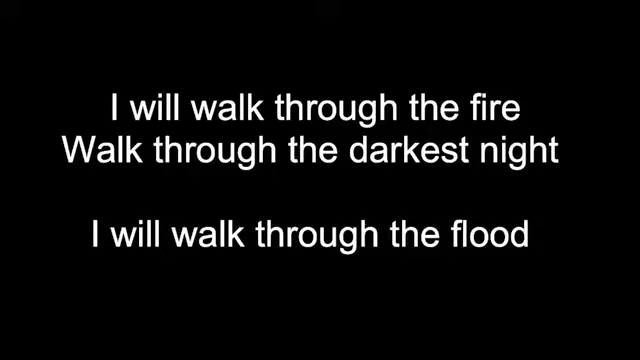 I will walk through the fire
Walk through the darkest night
I will walk through the flood